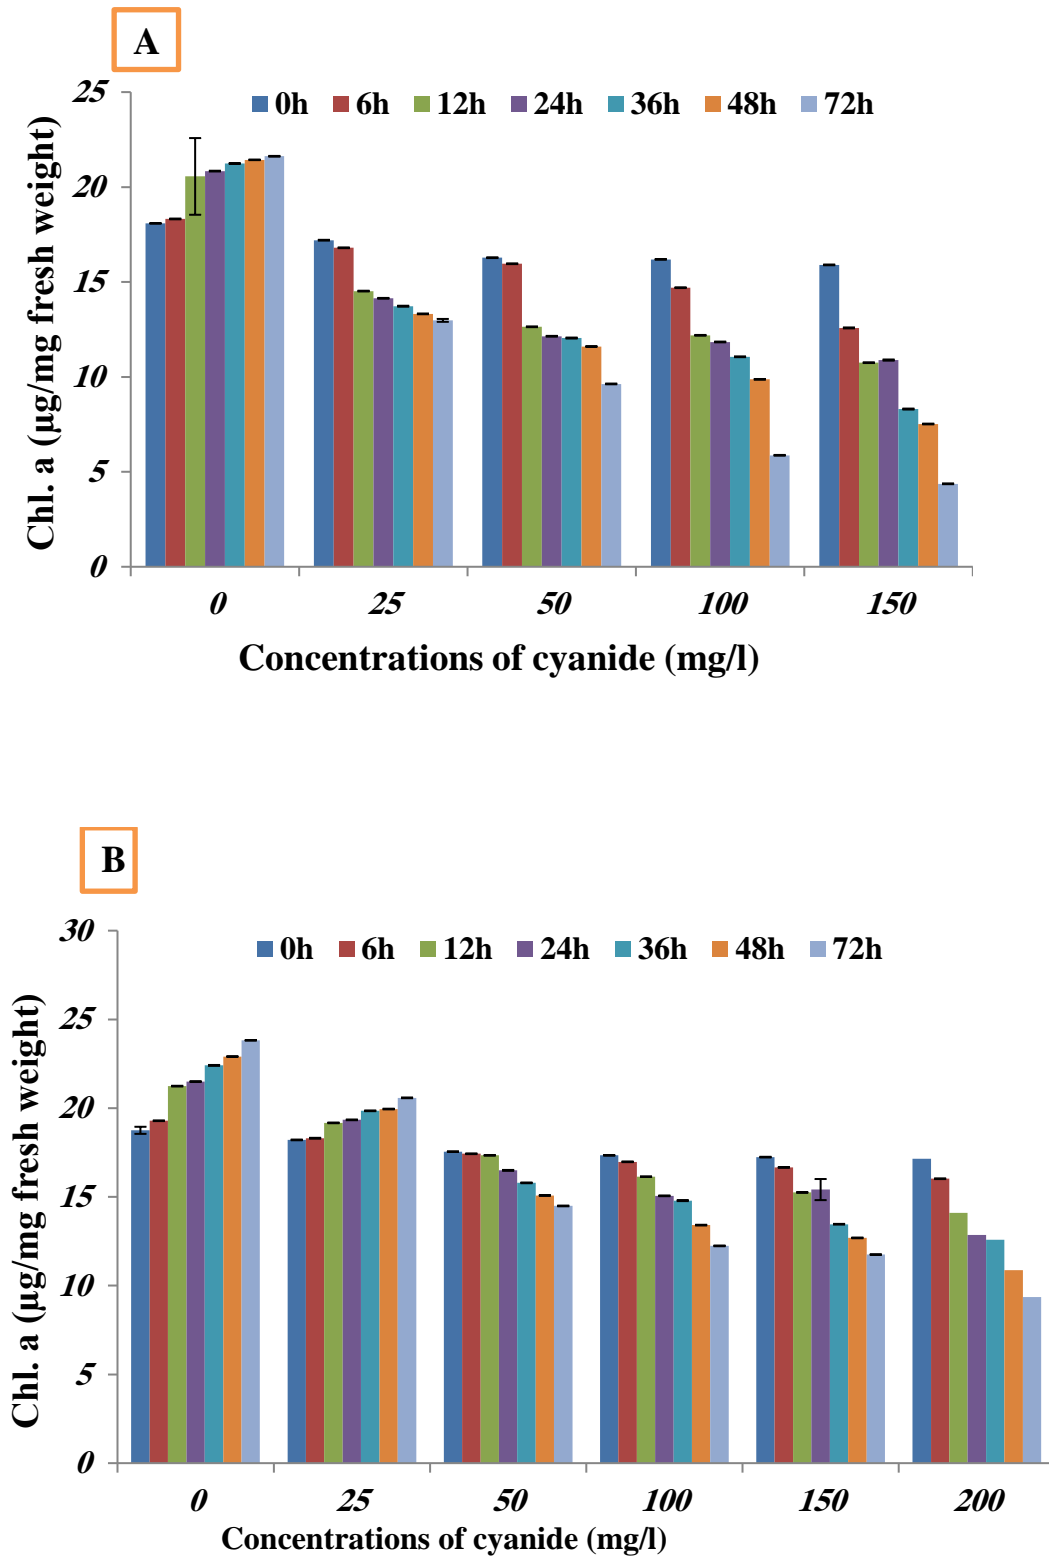 A
25
0h 6h 12h 24h 36h 48h 72h
20
15
10
5
0
Chl. a (µg/mg fresh weight)
0 25 50 100 150
Concentrations of cyanide (mg/l)
B
30
0h 6h 12h 24h 36h 48h 72h
25
20
15
10
5
0
Chl. a (µg/mg fresh weight)
0 25 50 100 150 200
Concentrations of cyanide (mg/l)